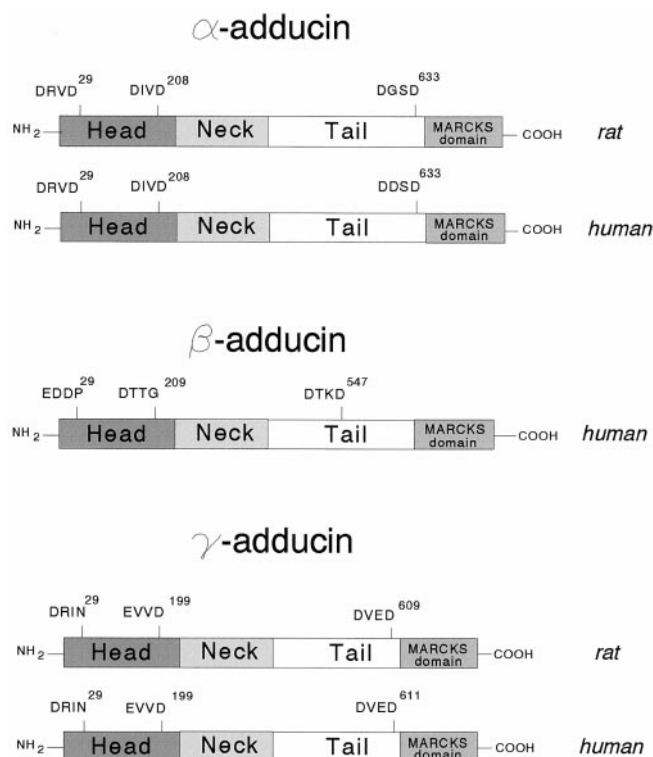 α-adducin
DRVD29 DIVD208 DGSD633
NH2 Head Neck Tail MARCKS domain COOH rat
DRVD29 DIVD208 DDSD633
NH2 Head Neck Tail MARCKS domain COOH human
β-adducin
EDDP29 DTTG209 DTKD547
NH2 Head Neck Tail MARCKS domain COOH human
γ-adducin
DRIN29 EVVD199 DVED609
NH2 Head Neck Tail MARCKS domain COOH rat
DRIN29 EVVD199 DVED611
NH2 Head Neck Tail MARCKS domain COOH human